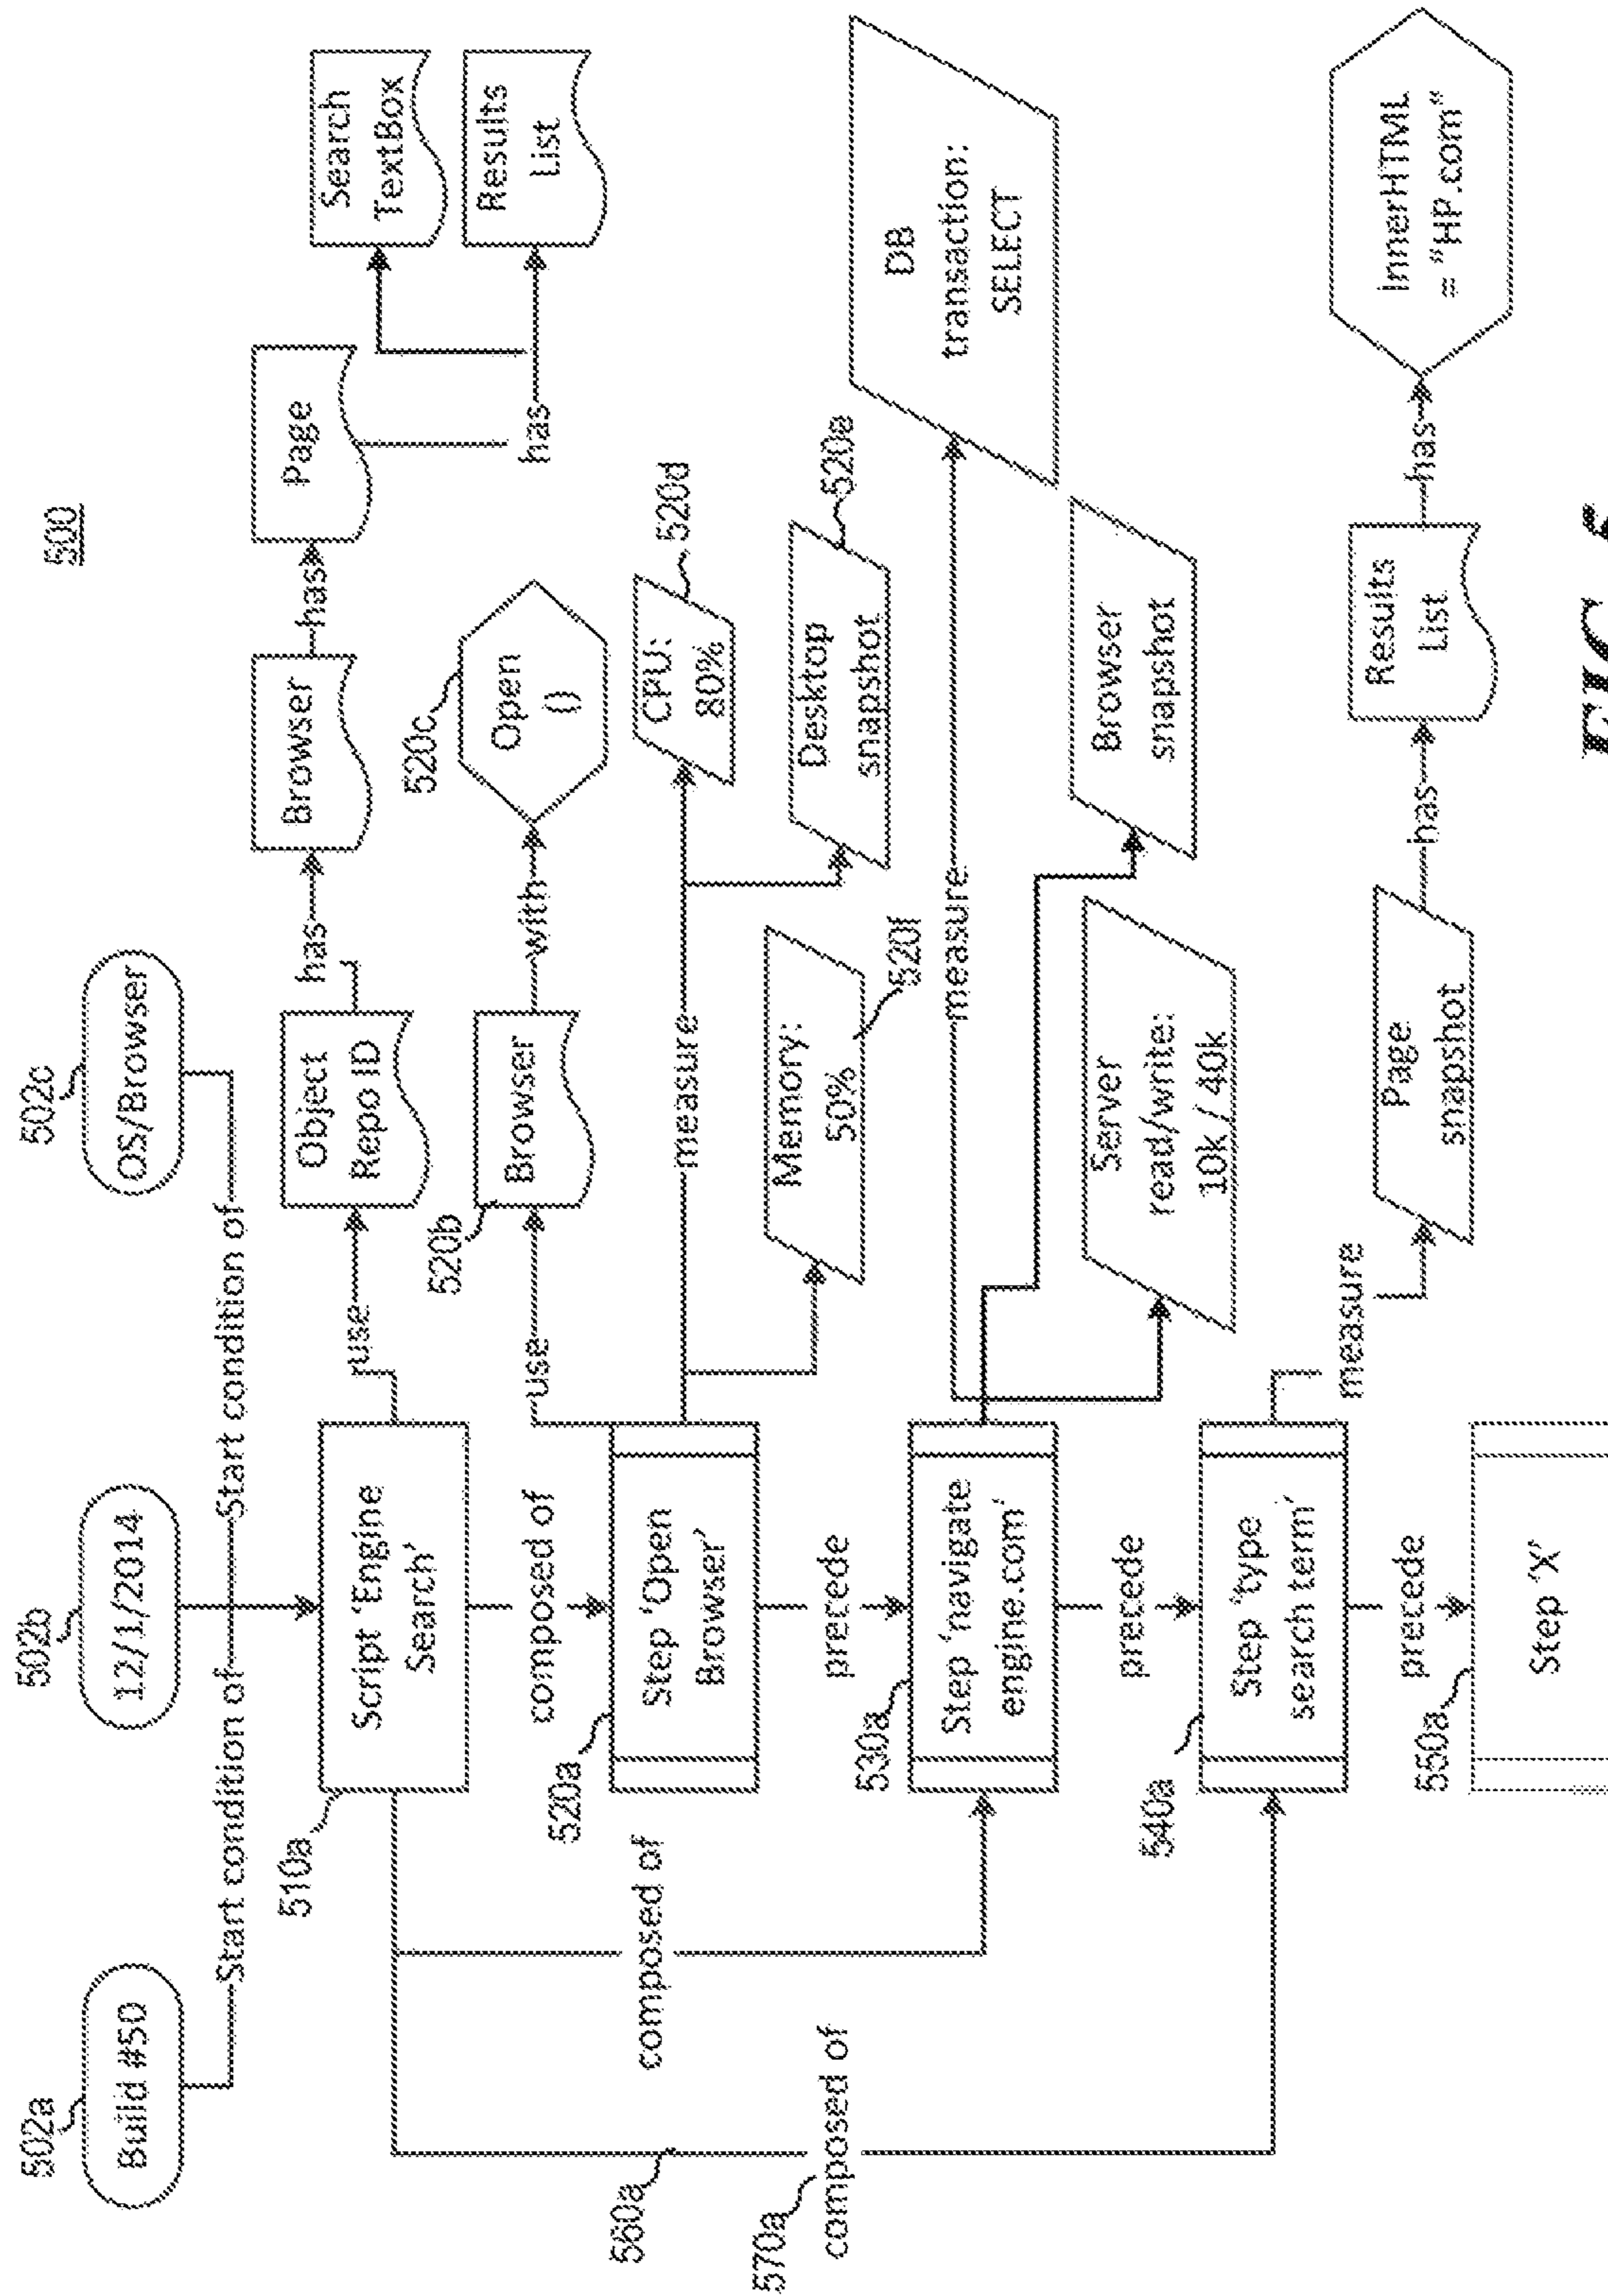 500
502a
502b
502c
Build #50
12/1/2014
OS/Browser
Start condition of
Start condition of
510a
Script 'Engine
Search'
use
Object
Repo ID
has
Browser
has
Page
has
Search
TextBox
Results
List
composed of
520a
Step 'Open
Browser'
use
520b
Browser
with
520c
Open
()
measure
CPU:
80%
520d
Desktop
snapshot
520e
Memory:
50%
520f
composed of
precede
530a
Step 'navigate
engine.com'
measure
DB
transaction:
SELECT
Browser
snapshot
Server
read/write:
10k / 40k
560a
570a
composed of
precede
540a
Step 'type
search term'
measure
Page
snapshot
has
Results
List
has
InnerHTML
= "HP.com"
precede
550a
Step 'X'